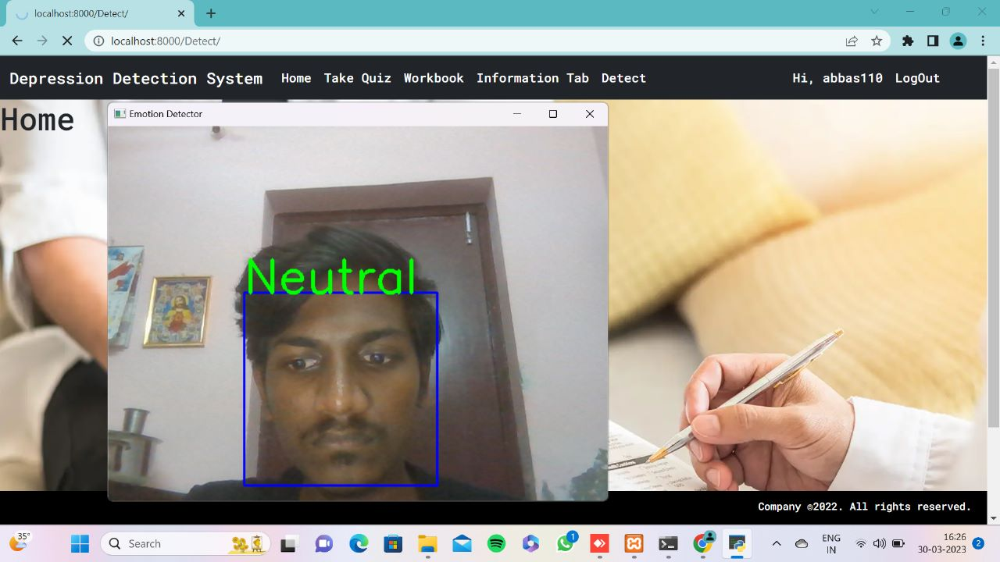 localhost:8000/Detect/
localhost:8000/Detect/
Depression Detection System Home Take Quiz Workbook Information Tab Detect Hi, abbas110 LogOut
Home
Emotion Detector
Neutral
Company ©2022. All rights reserved.
35°
Search
1
ENG
IN
16:26
30-03-2023
2